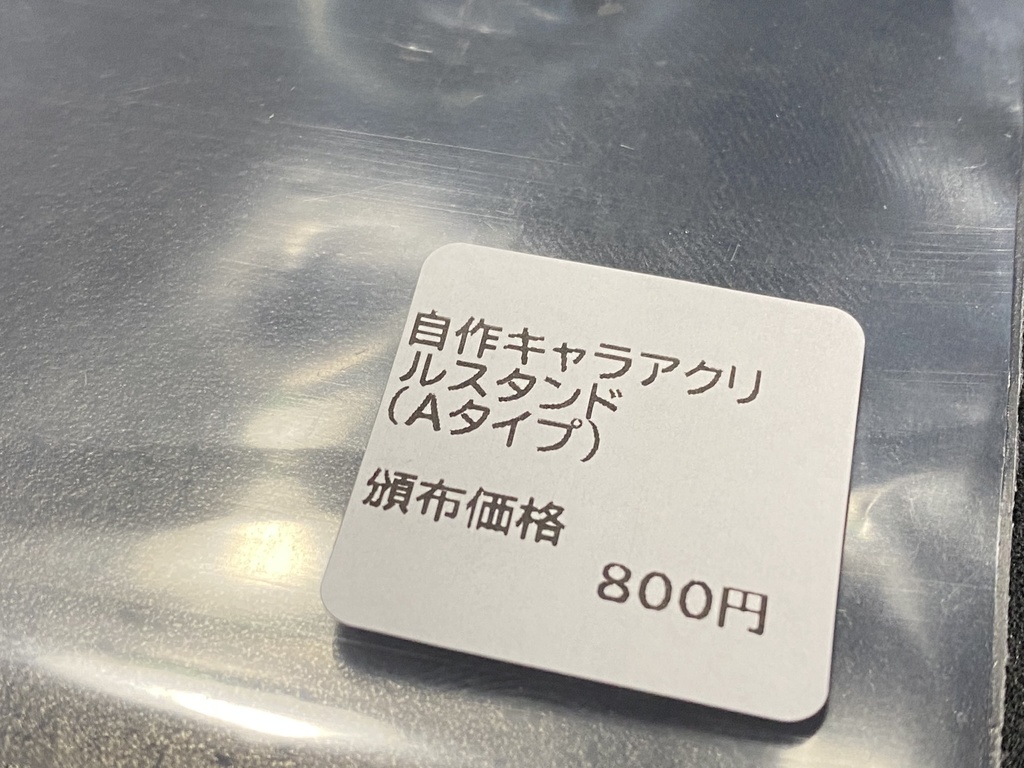 自作キャラアクリ
ルスタンド
(Aタイプ)
頒布価格
800円